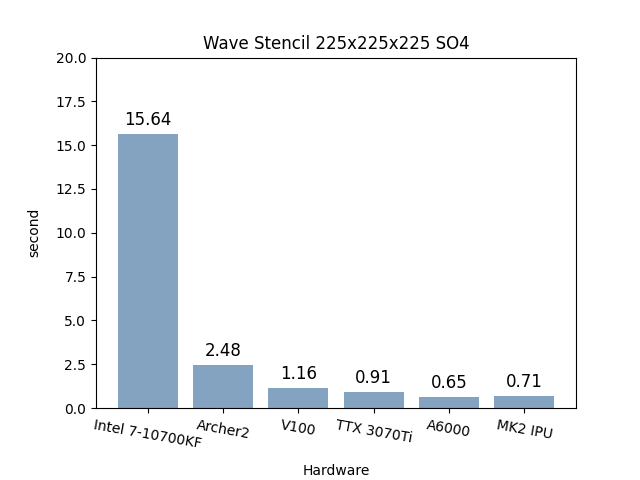 Wave Stencil 225x225x225 SO4
20.0
17.5
15.0
12.5
10.0
7.5
5.0
2.5
0.0
second
15.64
2.48
1.16
0.91
0.65
0.71
Intel 7-10700KF
Archer2
V100
TTX 3070Ti
A6000
MK2 IPU
Hardware